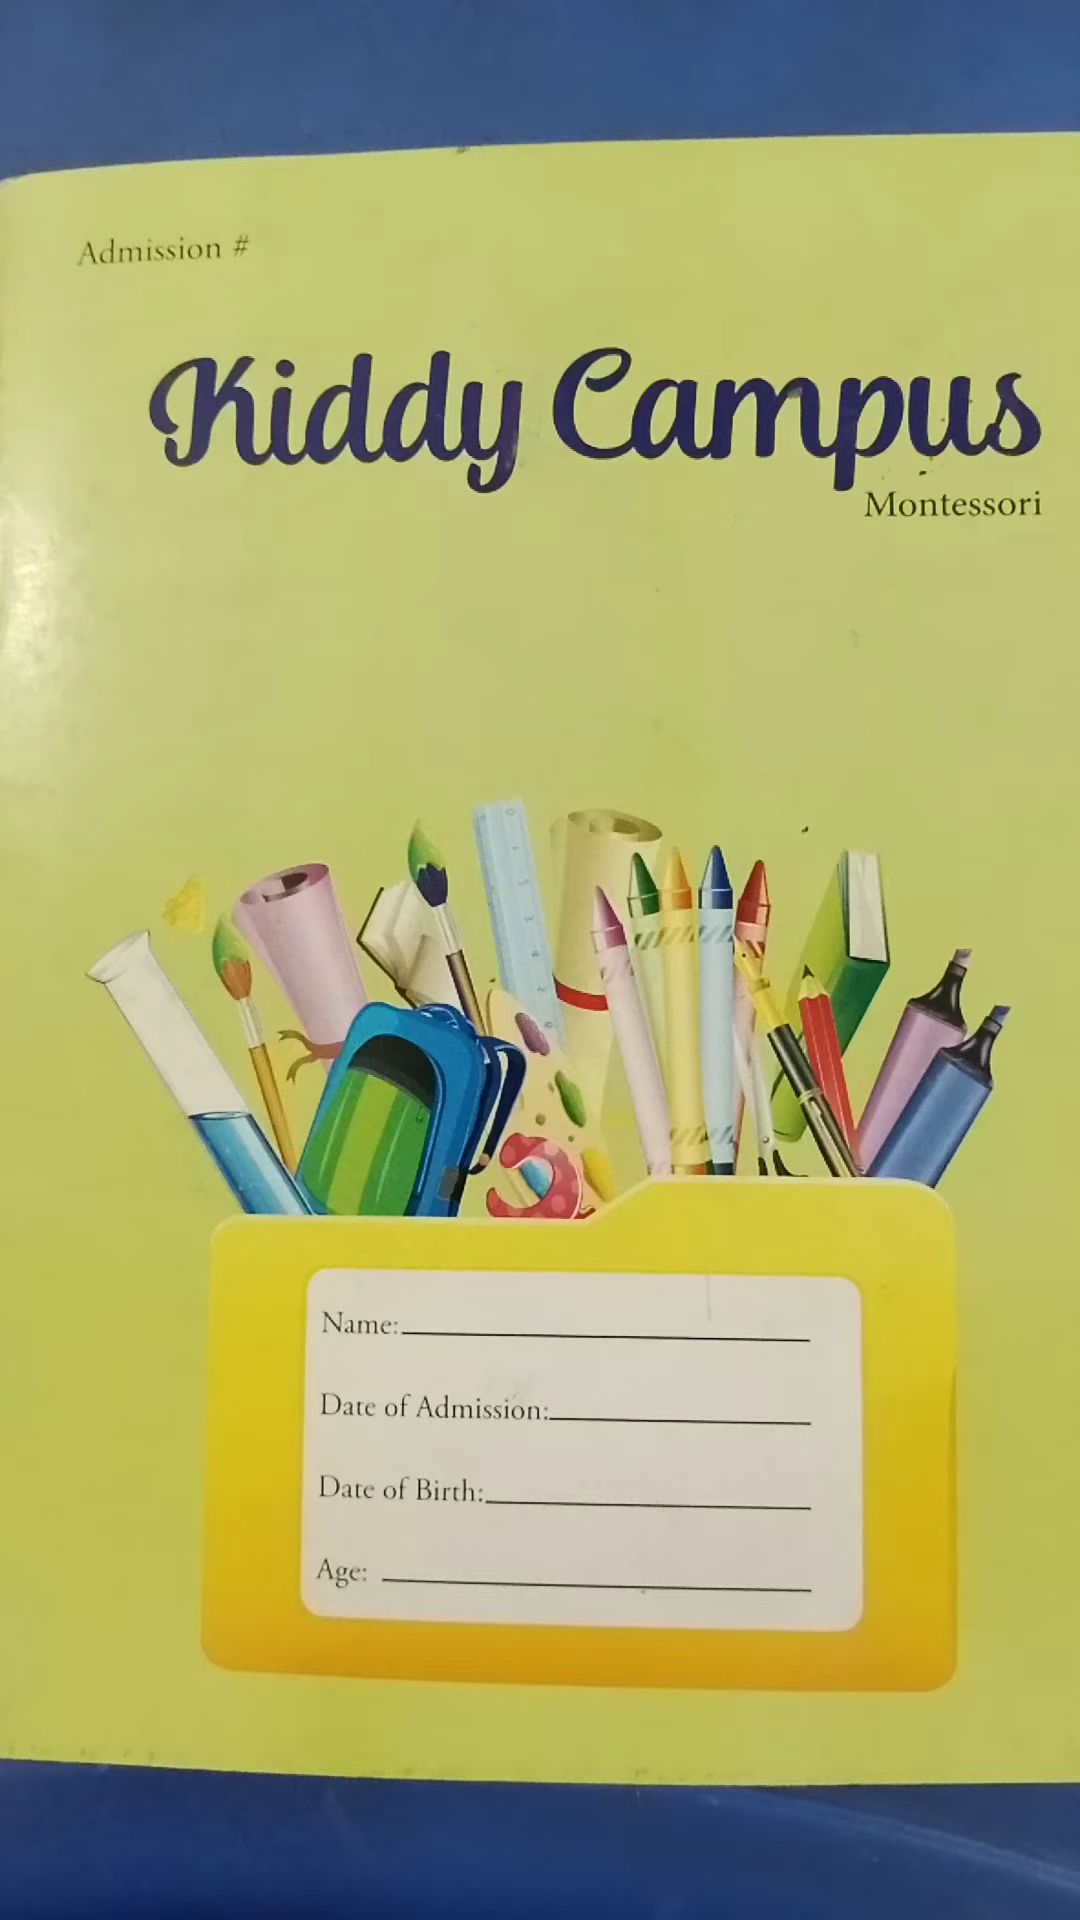 Admission #
Kiddy Campus
Montessori
Name:
Date of Admission:
Date of Birth:
Age: